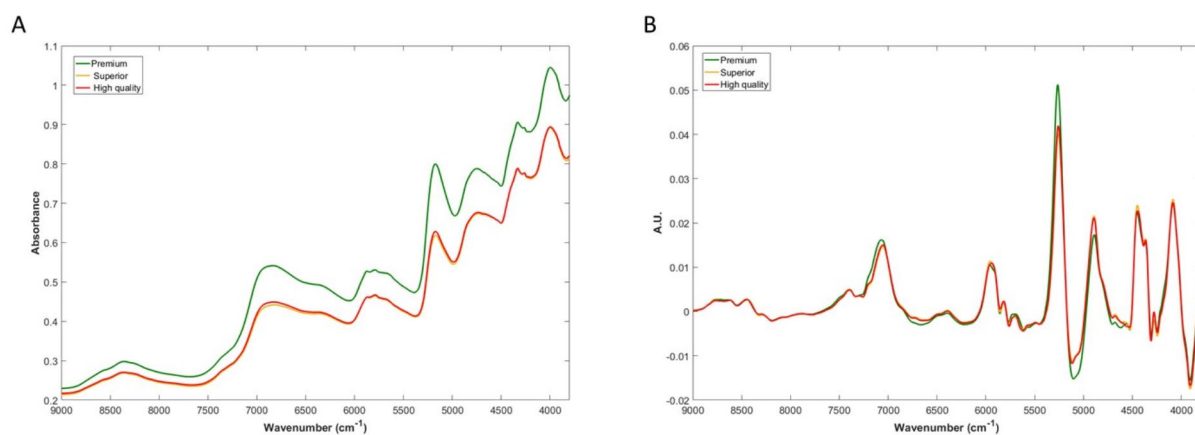 A
1.1
1
0.9
0.8
0.7
0.6
0.5
0.4
0.3
0.2
Absorbance
Premium
Superior
High quality
9000 8500 8000 7500 7000 6500 6000 5500 5000 4500 4000
Wavenumber (cm⁻¹)
B
0.06
0.05
0.04
0.03
0.02
0.01
0
-0.01
-0.02
A.U.
Premium
Superior
High quality
9000 8500 8000 7500 7000 6500 6000 5500 5000 4500 4000
Wavenumber (cm⁻¹)